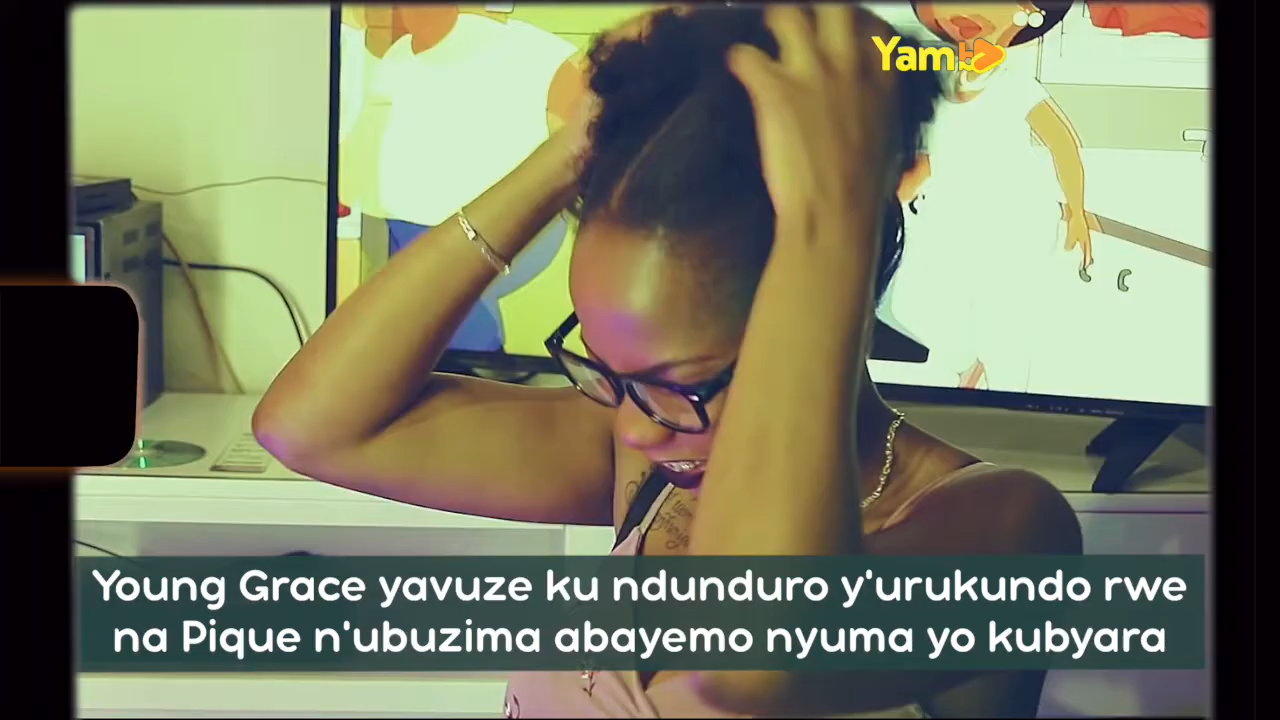 Yamb
Young Grace yavuze ku ndunduro y'urukundo rwe
na Pique n'ubuzima abayemo nyuma yo kubyara